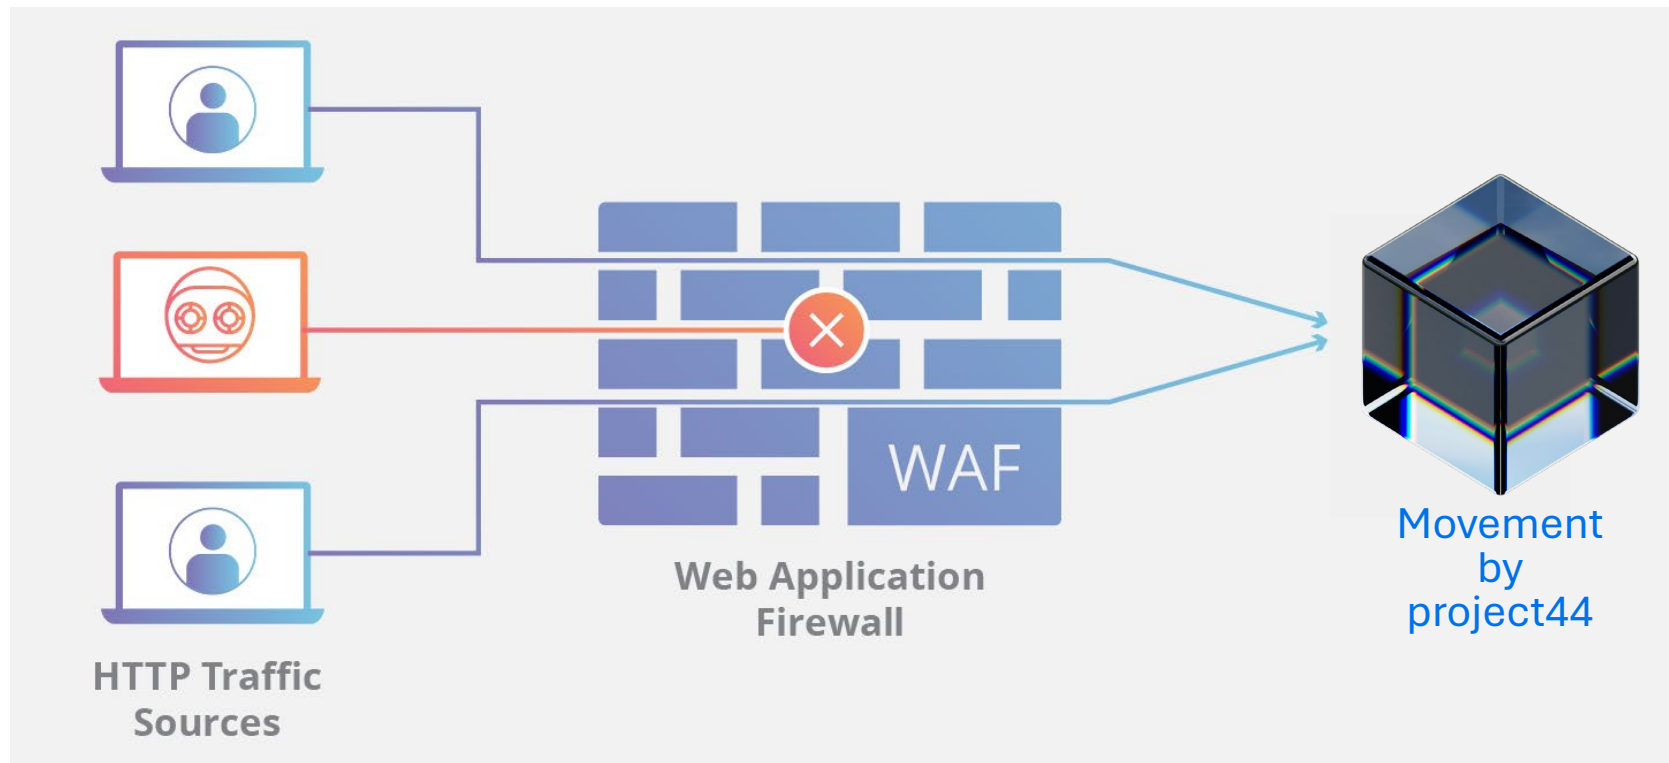 WAF
Web Application
Firewall
HTTP Traffic
Sources
Movement
by
project44